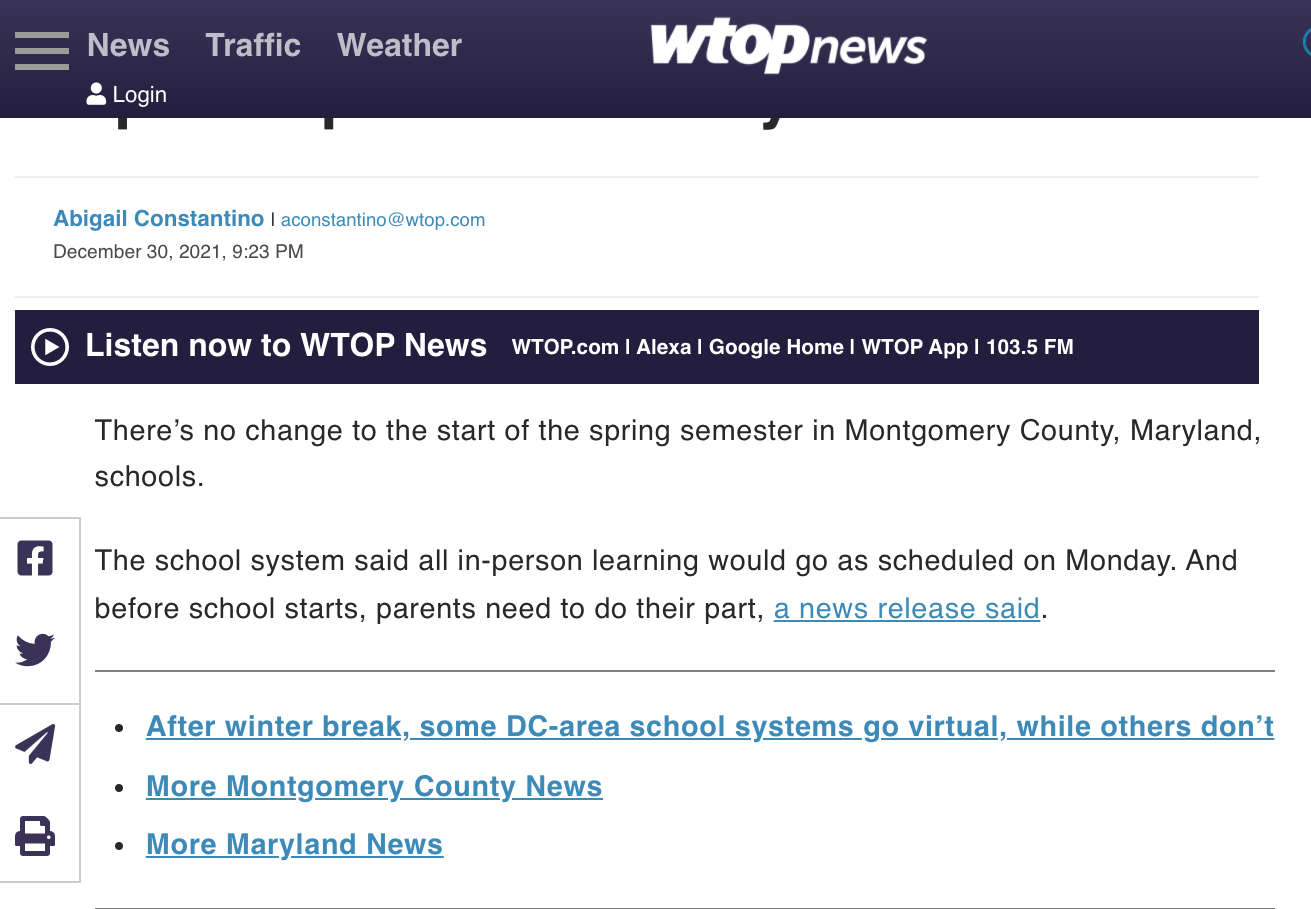 News Traffic Weather
wtopnews
Login
Abigail Constantino | aconstantino@wtop.com
December 30, 2021, 9:23 PM
Listen now to WTOP News WTOP.com | Alexa | Google Home | WTOP App | 103.5 FM
There’s no change to the start of the spring semester in Montgomery County, Maryland,
schools.
The school system said all in-person learning would go as scheduled on Monday. And
before school starts, parents need to do their part, a news release said.
After winter break, some DC-area school systems go virtual, while others don’t
More Montgomery County News
More Maryland News